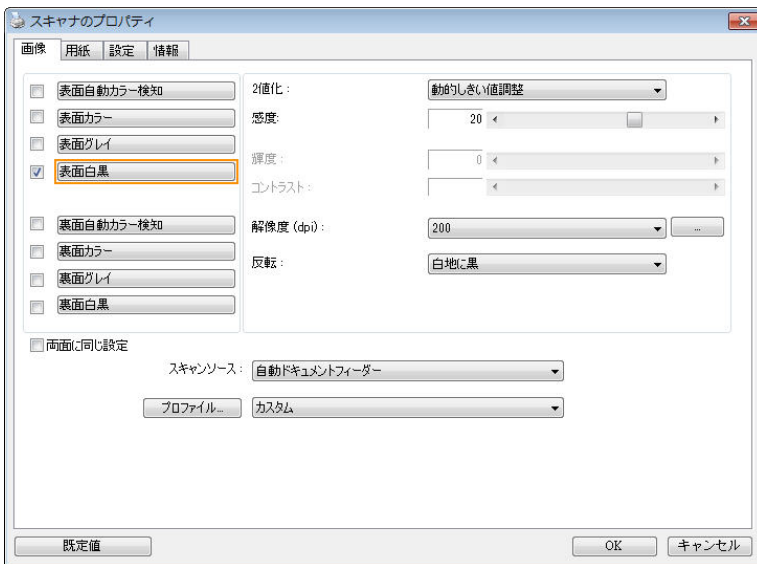 スキャナのプロパティ
画像 用紙 設定 情報
表面自動カラー検知
表面カラー
表面グレイ
表面白黒
裏面自動カラー検知
裏面カラー
裏面グレイ
裏面白黒
2値化: 動的しきい値調整
感度: 20
輝度: 0
コントラスト:
解像度 (dpi): 200 ...
反転: 白地に黒
両面に同じ設定
スキャンソース: 自動ドキュメントフィーダー
プロファイル... カスタム
既定値 OK キャンセル